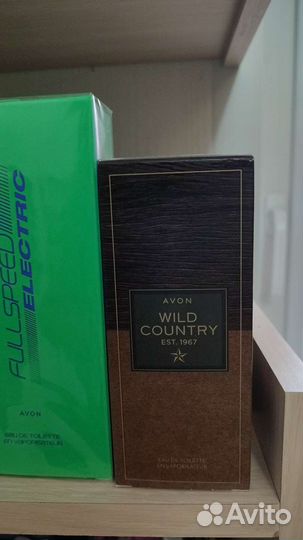 FULL SPEED
ELECTRIC
AVON
EAU DE TOILETTE
EN VAPORISATEUR
AVON
WILD
COUNTRY
EST. 1967
EAU DE TOILETTE
EN VAPORISATEUR
Avito